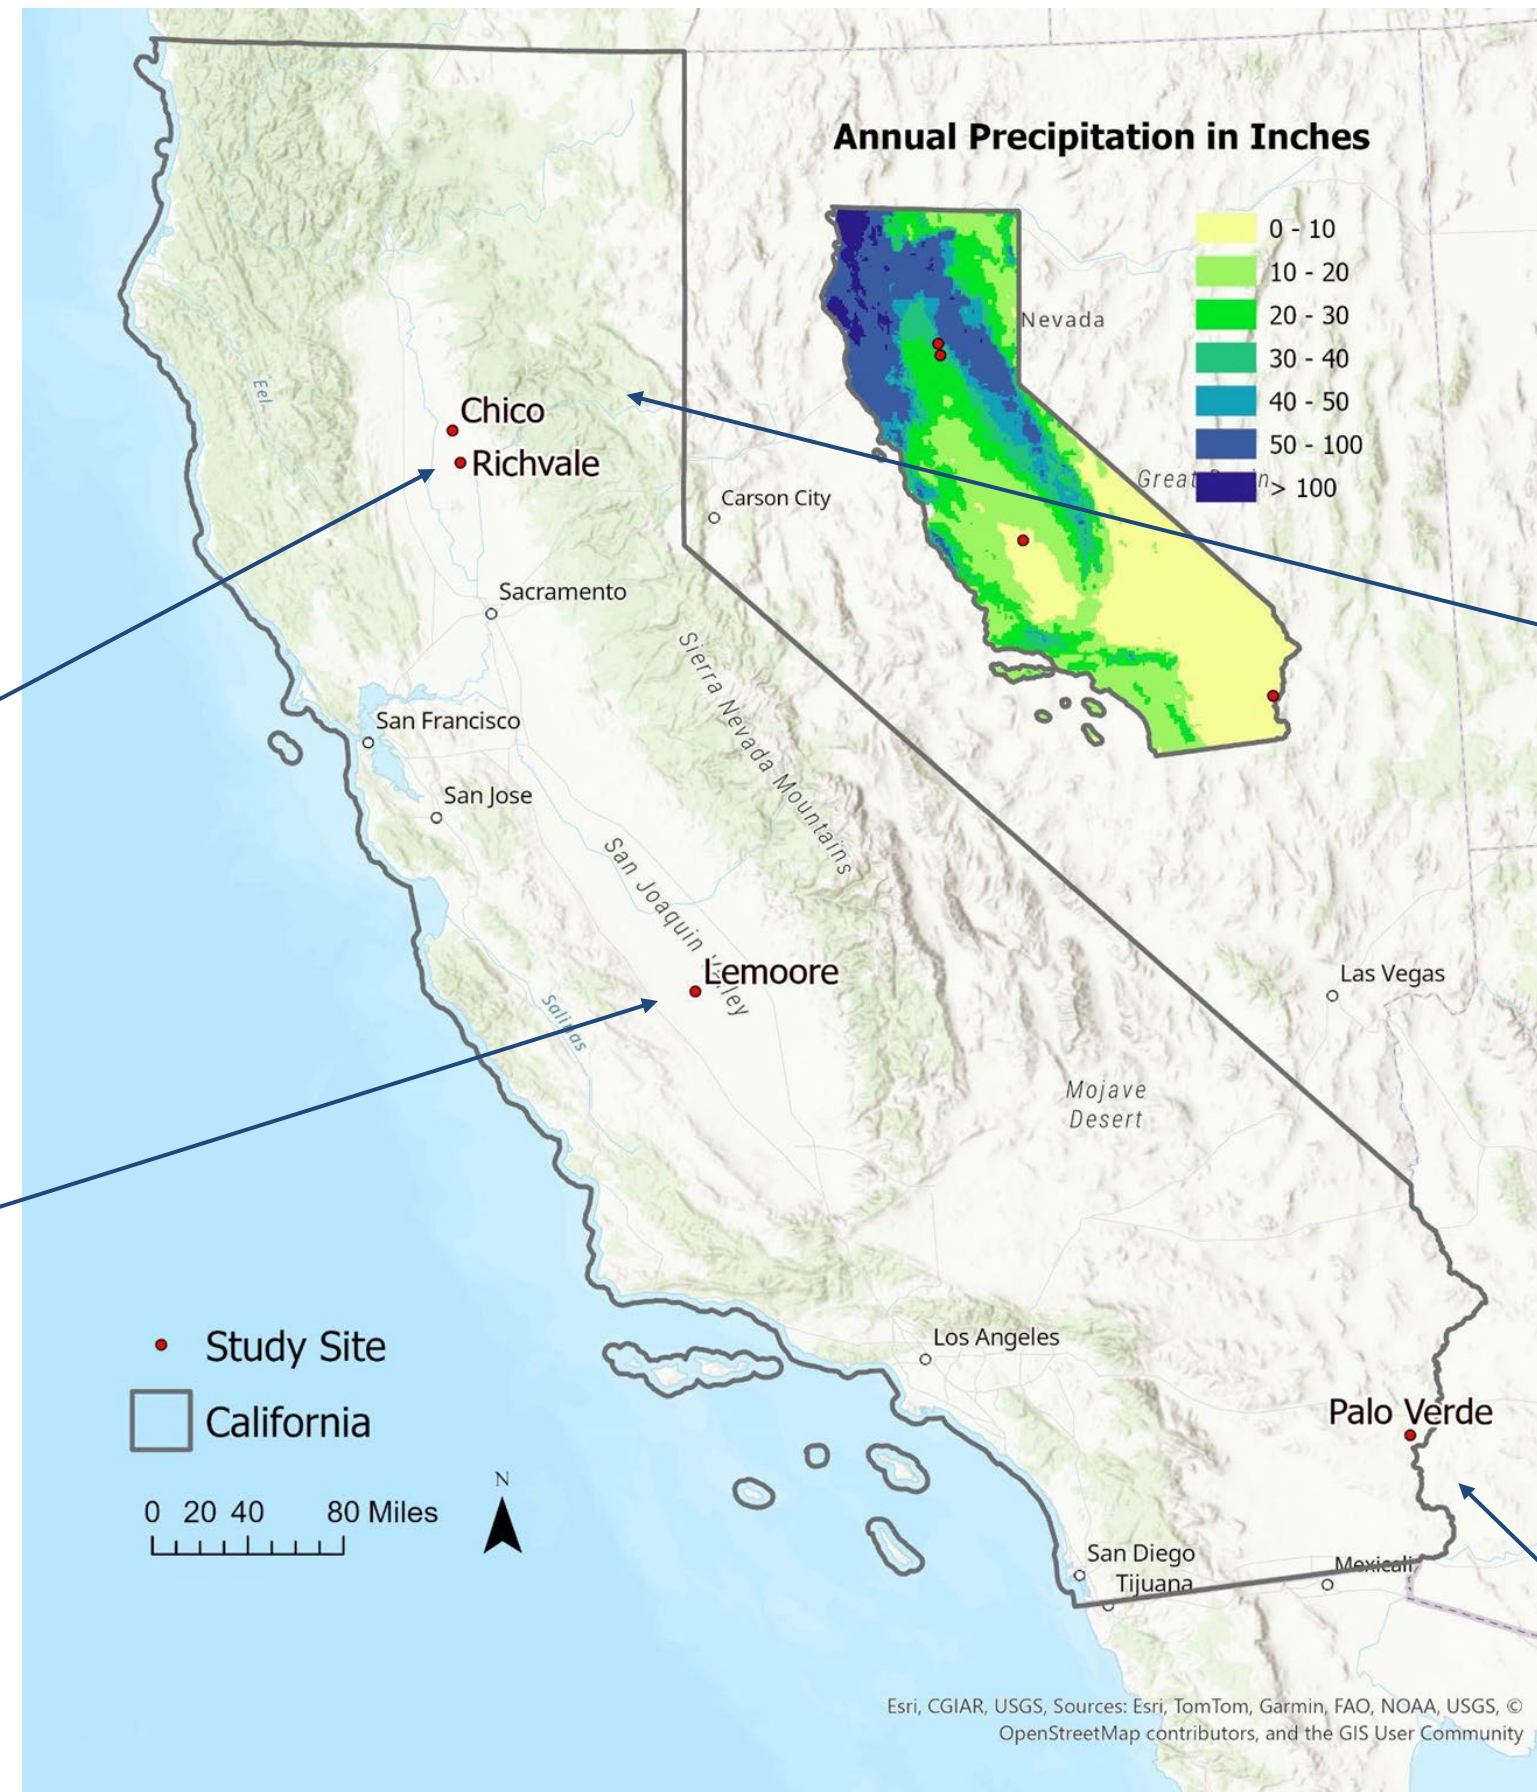 Annual Precipitation in Inches
0 - 10
10 - 20
20 - 30
30 - 40
40 - 50
50 - 100
> 100
Nevada
Great
Eel
Chico
Richvale
Carson City
Sacramento
Sierra Nevada Mountains
San Francisco
San Jose
San Joaquin Valley
Lemoore
Salinas
Las Vegas
Mojave
Desert
Los Angeles
Study Site
California
Palo Verde
0 20 40 80 Miles
N
San Diego
Tijuana
Mexicali
Esri, CGIAR, USGS, Sources: Esri, TomTom, Garmin, FAO, NOAA, USGS, ©
OpenStreetMap contributors, and the GIS User Community